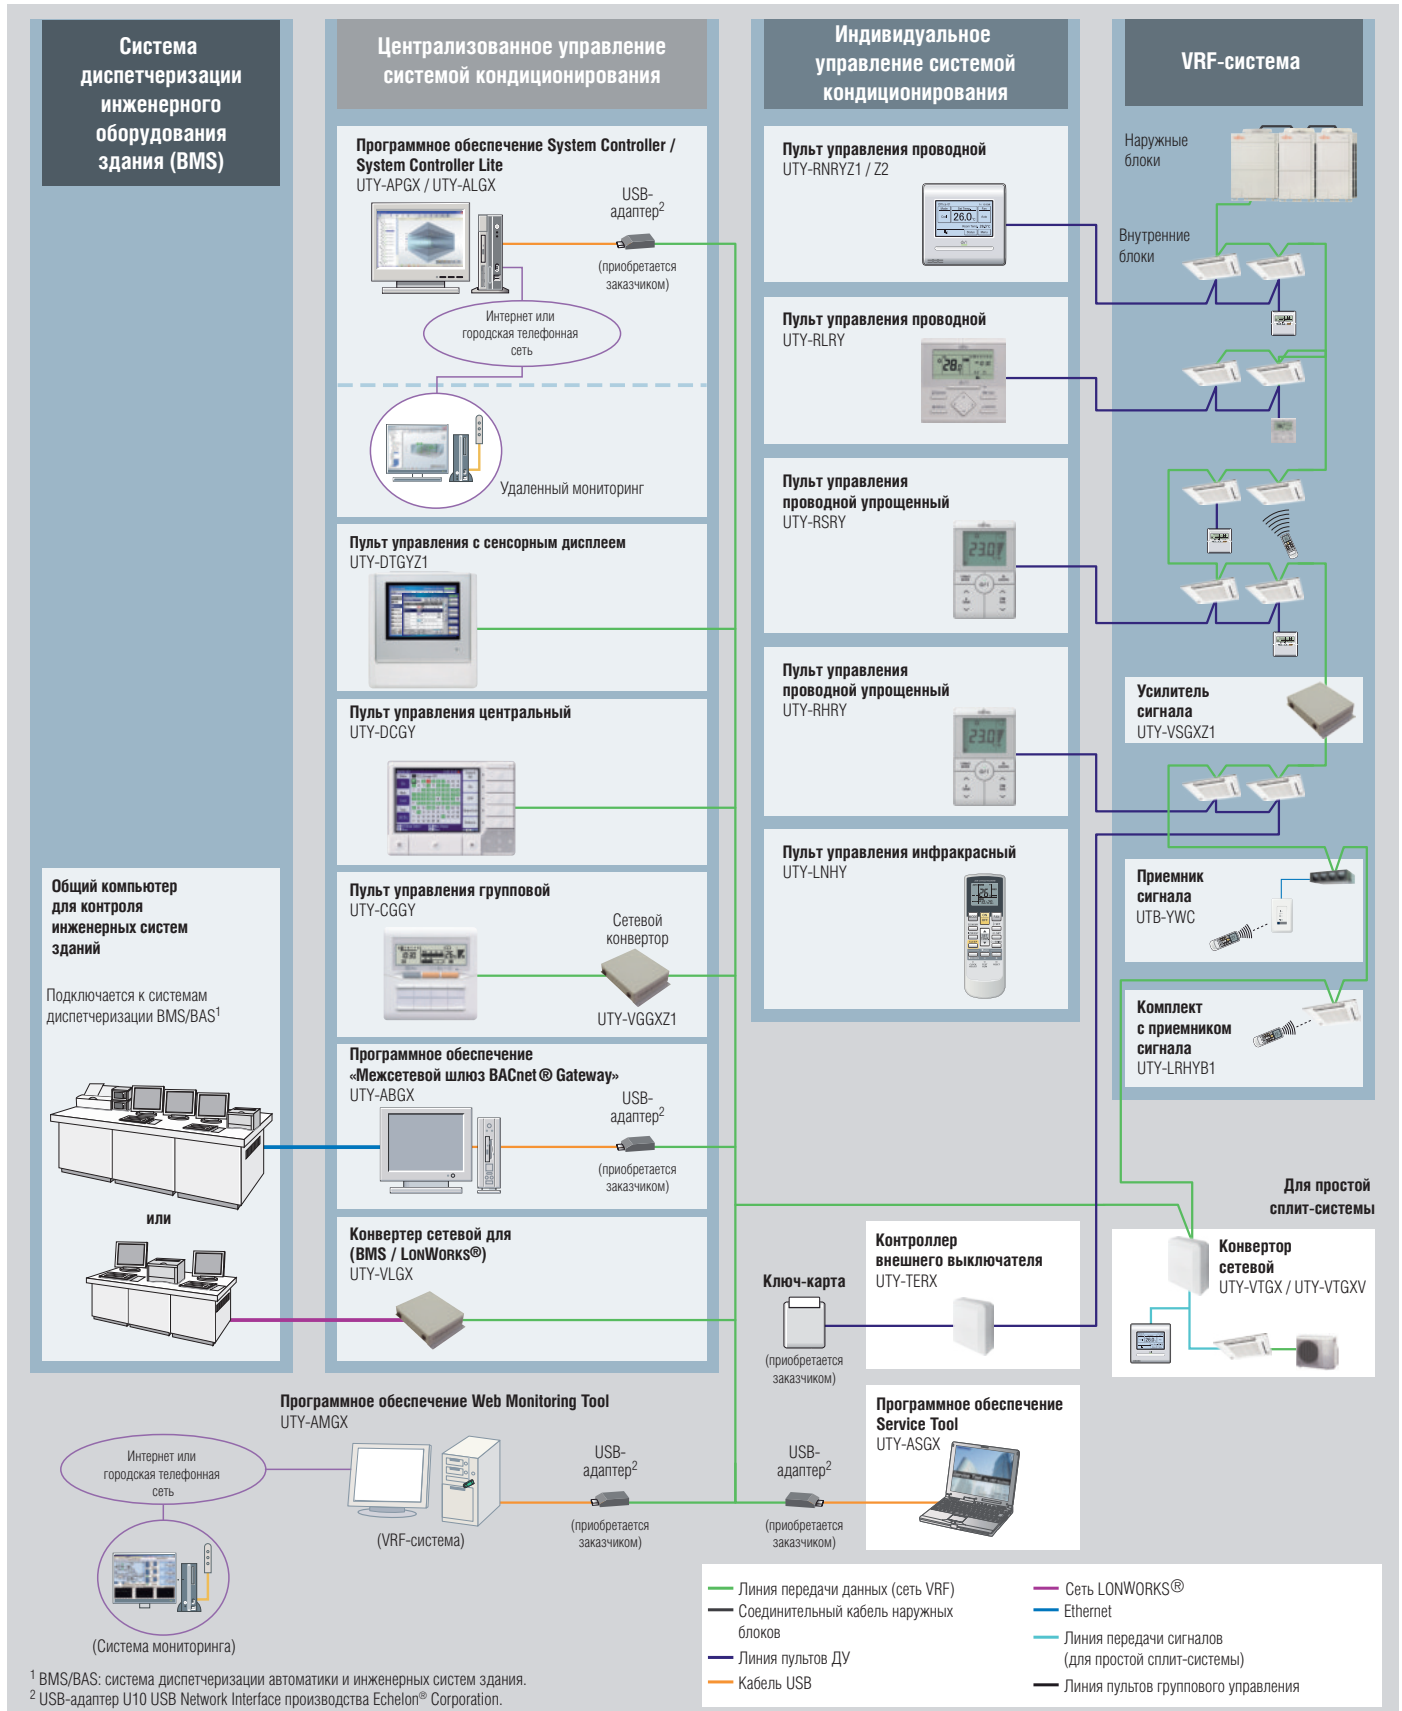 Система
диспетчеризации
инженерного
оборудования
здания (BMS)
Общий компьютер
для контроля
инженерных систем
зданий
Подключается к системам
диспетчеризации BMS/BAS1
или
Централизованное управление
системой кондиционирования
Программное обеспечение System Controller /
System Controller Lite
UTY-APGX / UTY-ALGX
USB-
адаптер2
(приобретается
заказчиком)
Интернет или
городская телефонная
сеть
Удаленный мониторинг
Пульт управления с сенсорным дисплеем
UTY-DTGYZ1
Пульт управления центральный
UTY-DCGY
Пульт управления групповой
UTY-CGGY
Сетевой
конвертор
UTY-VGGXZ1
Программное обеспечение
«Межсетевой шлюз BACnet ® Gateway»
UTY-ABGX
USB-
адаптер2
(приобретается
заказчиком)
Конвертер сетевой для
(BMS / LONWORKS®)
UTY-VLGX
Индивидуальное
управление системой
кондиционирования
Пульт управления проводной
UTY-RNRYZ1 / Z2
26.0
Пульт управления проводной
UTY-RLRY
28
Пульт управления
проводной упрощенный
UTY-RSRY
23.0
Пульт управления
проводной упрощенный
UTY-RHRY
23.0
Пульт управления инфракрасный
UTY-LNHY
VRF-система
Наружные
блоки
Внутренние
блоки
Усилитель
сигнала
UTY-VSGXZ1
Приемник
сигнала
UTB-YWC
Комплект
с приемником
сигнала
UTY-LRHYB1
Для простой
сплит-системы
Конвертор
сетевой
UTY-VTGX / UTY-VTGXV
Контроллер
внешнего выключателя
UTY-TERX
Ключ-карта
(приобретается
заказчиком)
Программное обеспечение
Service Tool
UTY-ASGX
USB-
адаптер2
(приобретается
заказчиком)
Программное обеспечение Web Monitoring Tool
UTY-AMGX
Интернет или
городская телефонная
сеть
(VRF-система)
USB-
адаптер2
(приобретается
заказчиком)
(Система мониторинга)
Линия передачи данных (сеть VRF)
Соединительный кабель наружных
блоков
Линия пультов ДУ
Кабель USB
Сеть LONWORKS®
Ethernet
Линия передачи сигналов
(для простой сплит-системы)
Линия пультов группового управления
1 BMS/BAS: система диспетчеризации автоматики и инженерных систем здания.
2 USB-адаптер U10 USB Network Interface производства Echelon® Corporation.